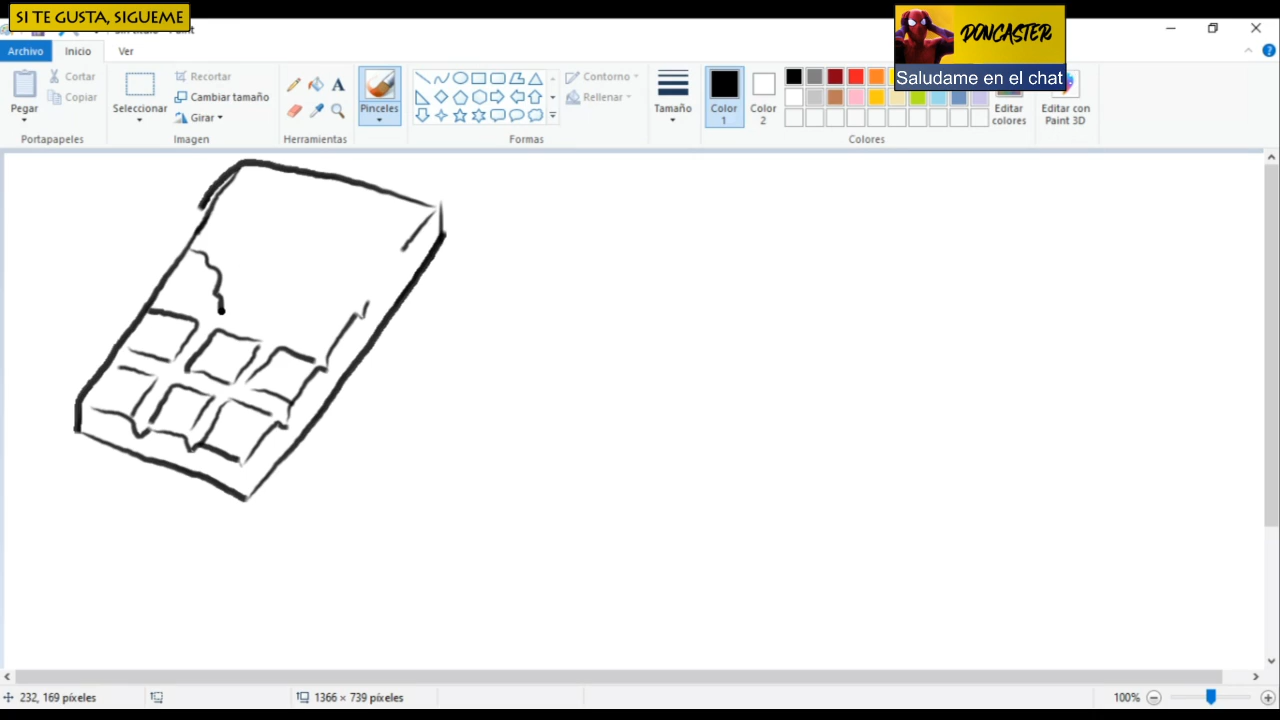 SI TE GUSTA, SIGUEME
DONCASTER
Saludame en el chat
Archivo Inicio Ver
Pegar
Cortar
Copiar
Portapapeles
Seleccionar
Recortar
Cambiar tamaño
Girar
Imagen
Herramientas
Pinceles
Formas
Contorno
Rellenar
Tamaño
Color 1
Color 2
Colores
Editar colores
Editar con Paint 3D
232, 169 píxeles
1366 × 739 píxeles
100%